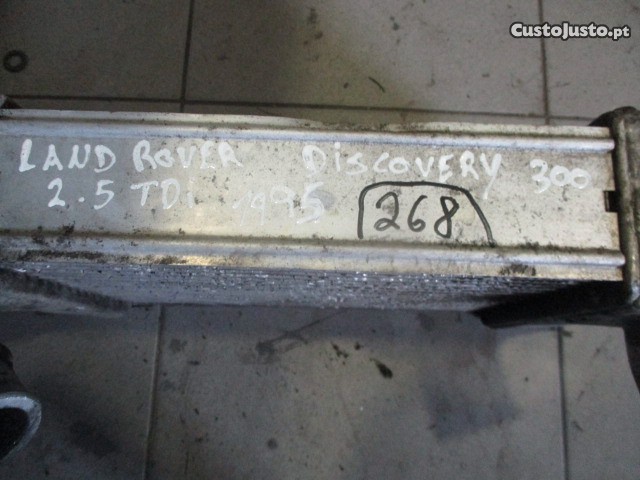 CustoJusto.pt
LAND ROVER DISCOVERY 300
2.5 TDi 1995 268